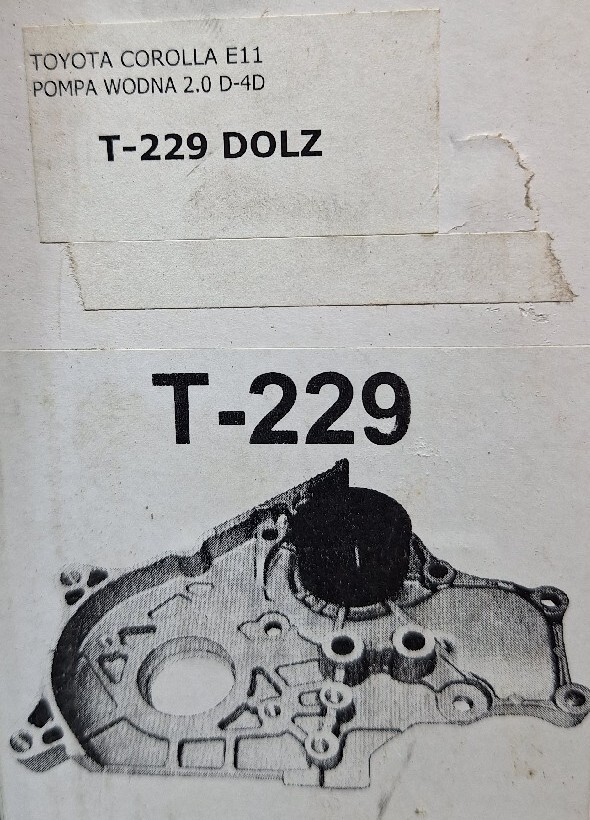 TOYOTA COROLLA E11
POMPA WODNA 2.0 D-4D
T-229 DOLZ
T-229